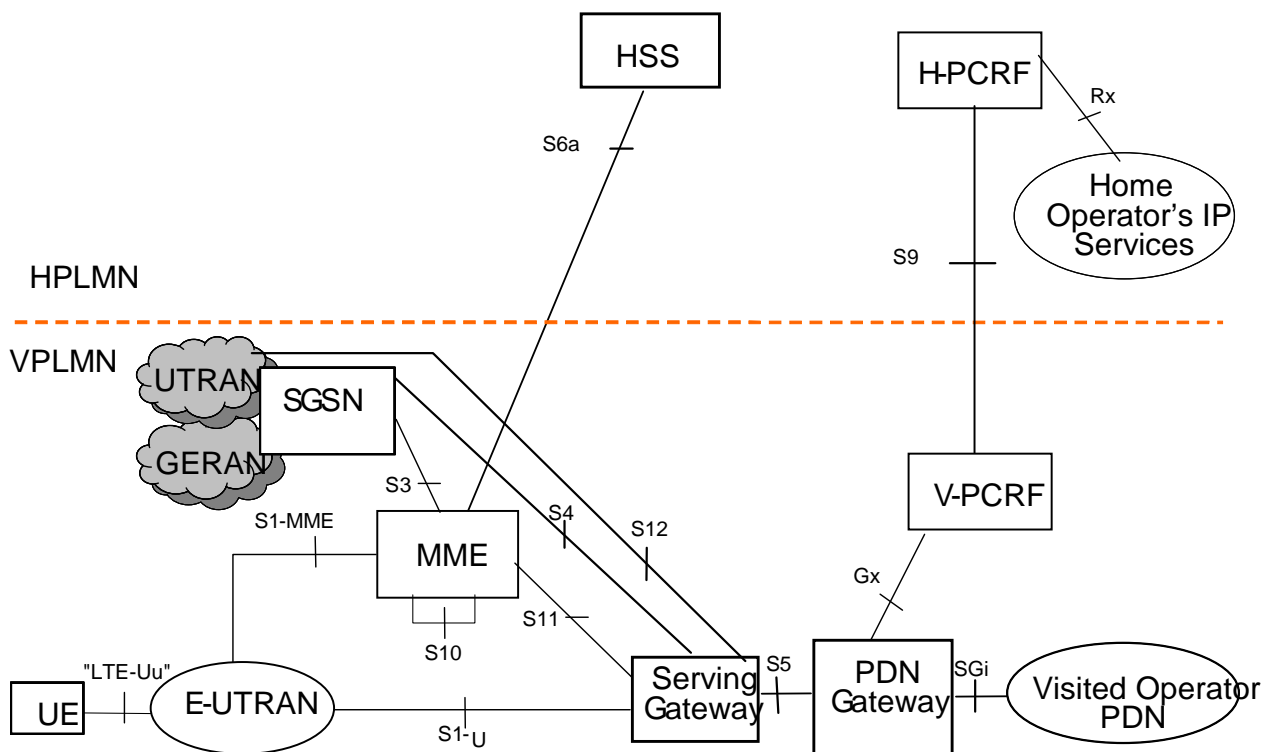 HSS
H-PCRF
Rx
S6a
Home
Operator's IP
Services
S9
HPLMN
VPLMN
UTRAN
SGSN
GERAN
S3
V-PCRF
S1-MME
S4
S12
MME
Gx
S11
S10
"LTE-Uu"
UE
E-UTRAN
S1-U
Serving
Gateway
S5
PDN
Gateway
SGi
Visited Operator
PDN